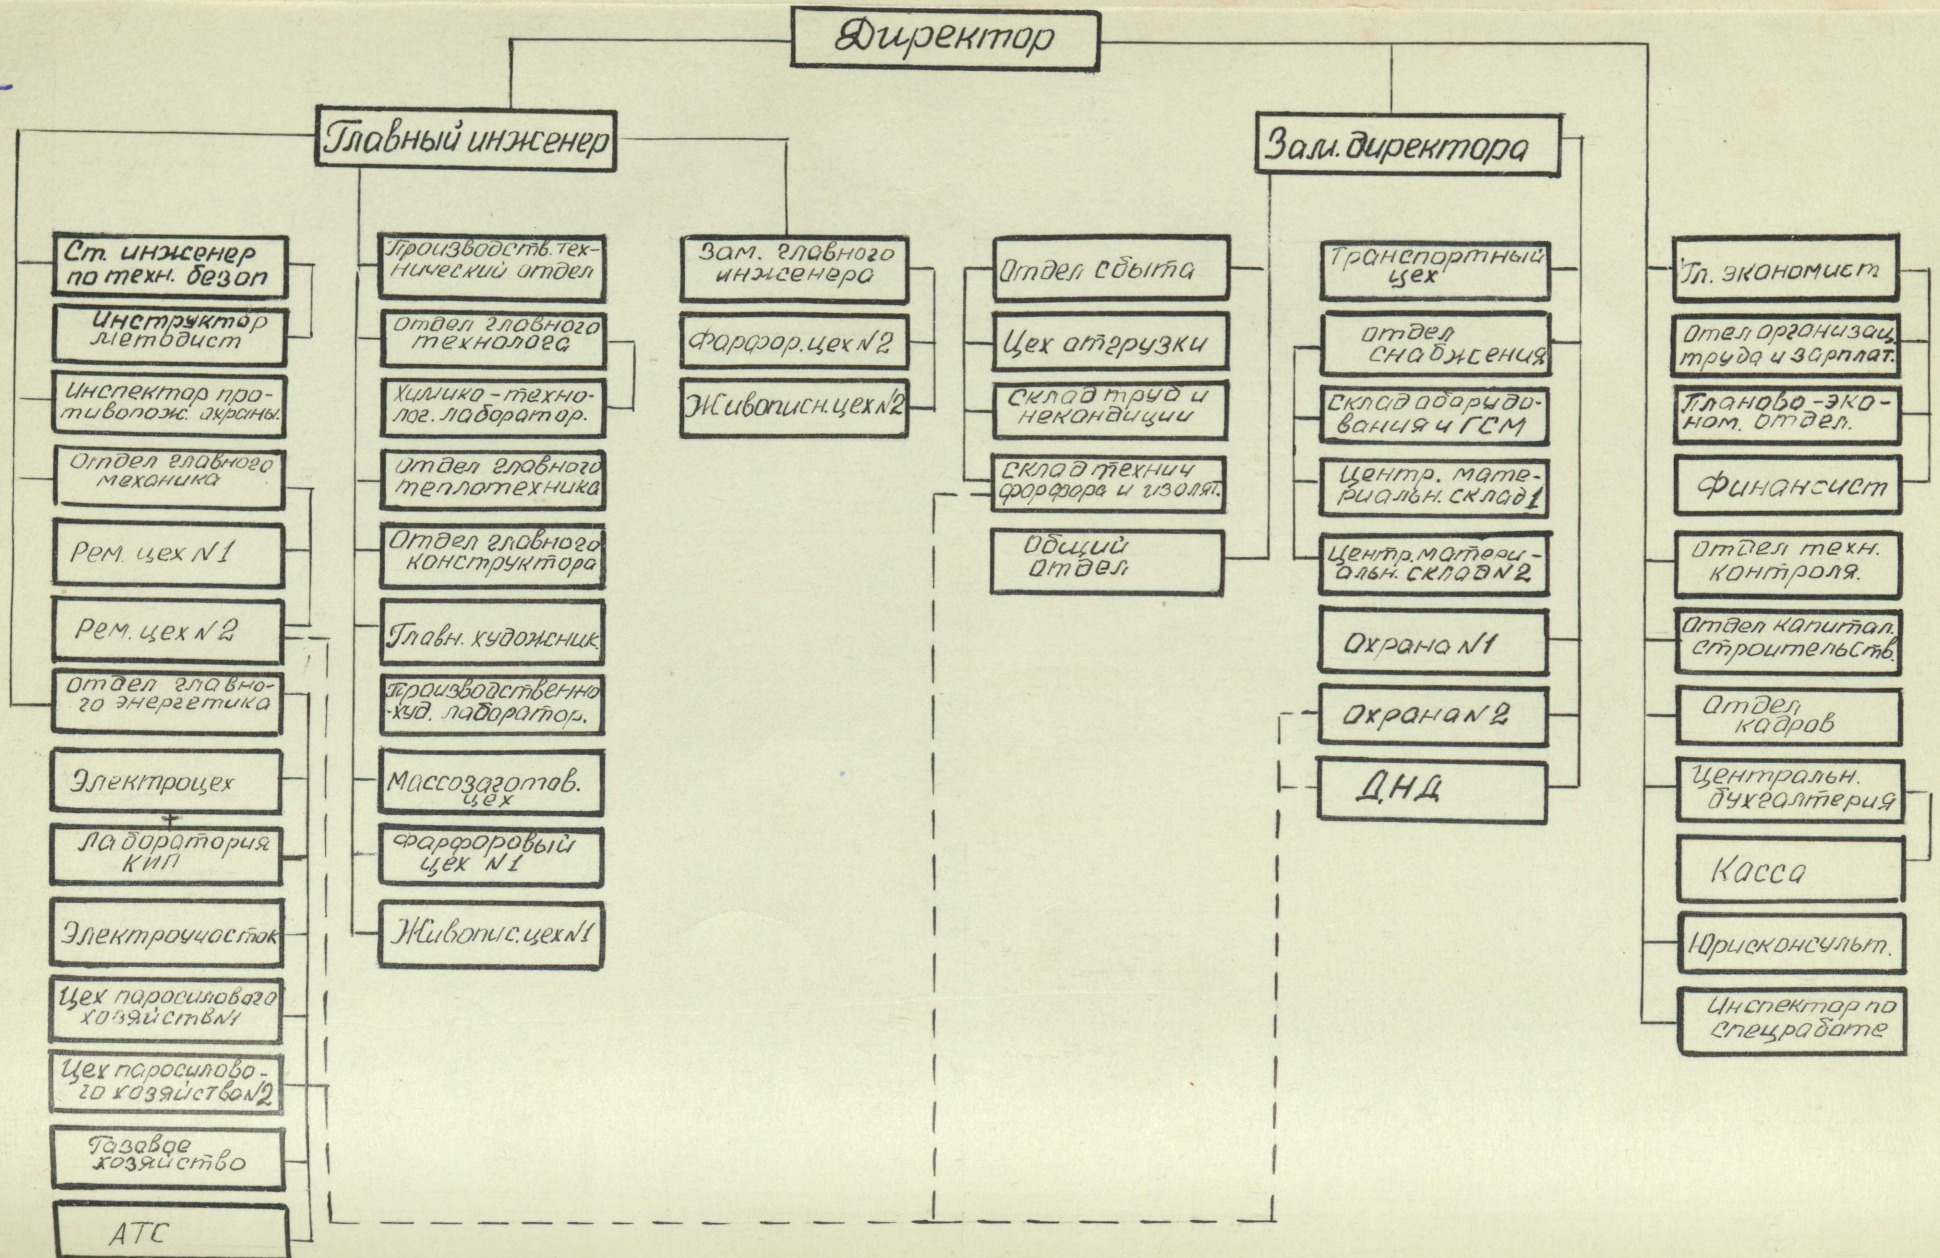 Директор
Главный инженер
Зам. директора
Ст. инженер
по техн. безоп
Инструктор
методист
Инспектор про-
тивопож. охраны.
Отдел главного
механика
Рем. цех N1
Рем. цех N2
Отдел главно-
го энергетика
Электроцех
Лаборатория
КИП
Электроучасток
Цех паросилового
хозяйств N1
Цех паросилово-
го хозяйства N2
Газовое
хозяйство
АТС
Производств. тех-
нический отдел
Отдел главного
технолога
Химико-техно-
лог. лаборатор.
Отдел главного
теплотехника
Отдел главного
конструктора
Главн. художник.
Производственно
-худ. лаборатор.
Массозаготов.
цех
Фарфоровый
цех N1
Живопис. цех N1
Зам. главного
инженера
Фарфор. цех N2
Живописн. цех N2
Отдел сбыта
Цех отгрузки
Склад труб и
некондиции
Склад технич
фарфора и изолят.
Общий
отдел
Транспортный
цех
Отдел
снабжения
Склад оборудо-
вания и ГСМ
Центр. мате-
риальн. склад 1
Центр. матери-
альн. склад N2
Охрана N1
Охрана N2
Д.Н.Д
Гл. экономист
Отел организац.
труда и зарплат.
Планово-эко-
ном. отдел.
Финансист
Отдел техн.
контроля.
Отдел капитал.
строительств.
Отдел
кадров
Центральн.
бухгалтерия
Касса
Юрисконсульт.
Инспектор по
спецработе